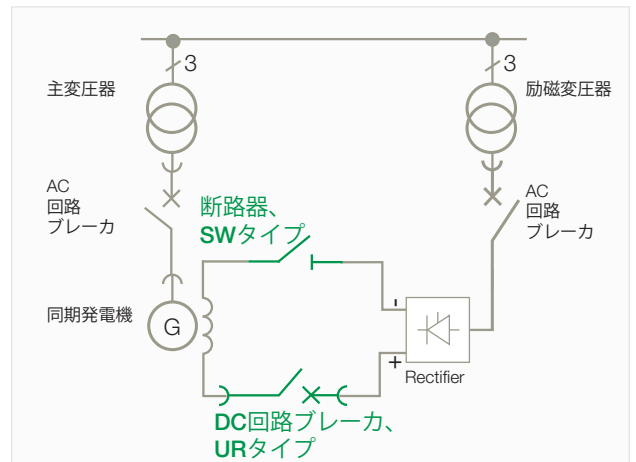 3
3
主変圧器
励磁変圧器
AC
回路
ブレーカ
断路器、
SWタイプ
AC
回路
ブレーカ
同期発電機
G
-
+
Rectifier
DC回路ブレーカ、
URタイプ